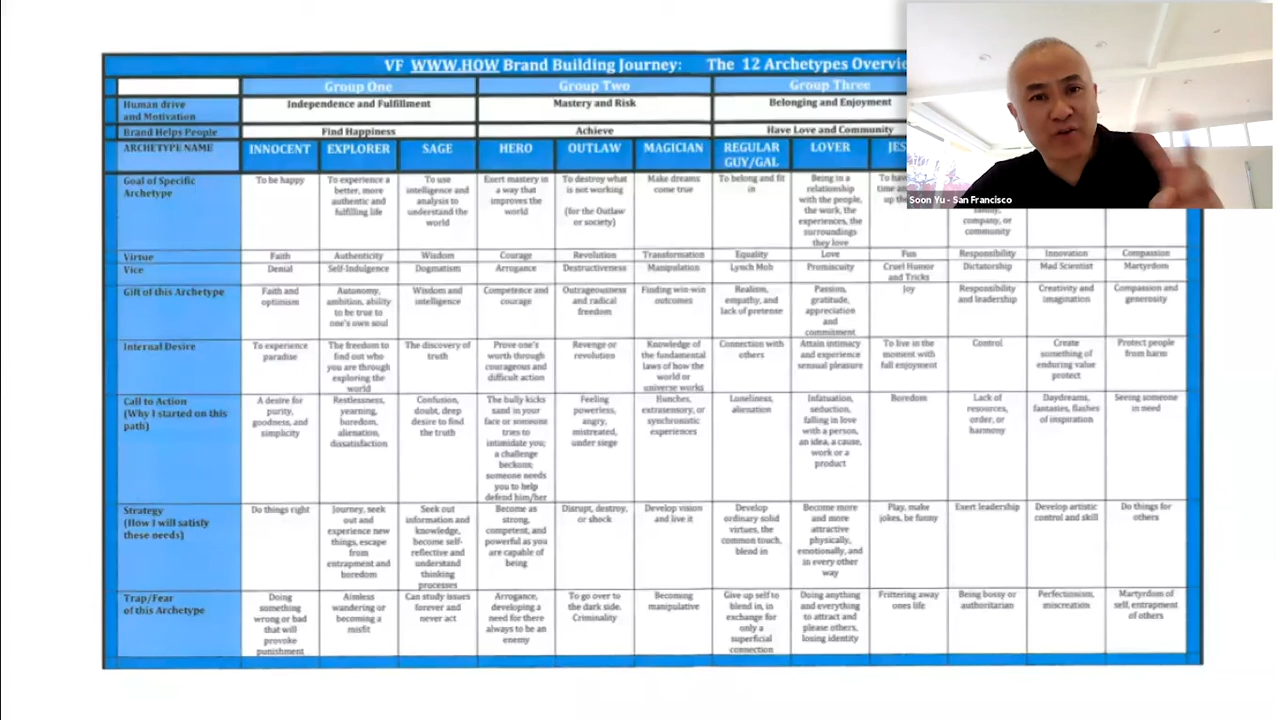 VF WWW.HOW Brand Building Journey: The 12 Archetypes Overvie
Group One Group Two Group Three
Human drive and Motivation
Independence and Fulfillment Mastery and Risk Belonging and Enjoyment
Brand Helps People Find Happiness Achieve Have Love and Community
ARCHETYPE NAME INNOCENT EXPLORER SAGE HERO OUTLAW MAGICIAN REGULAR GUY/GAL LOVER JES
Soon Yu - San Francisco
Goal of Specific Archetype
To be happy
To experience a better, more authentic and fulfilling life
To use intelligence and analysis to understand the world
Exert mastery in a way that improves the world
To destroy what is not working (for the Outlaw or society)
Make dreams come true
To belong and fit in
Being in a relationship with the people, the work, the experiences, the surroundings they love
To hav
time an
up the
company, or community
Virtue Faith Authenticity Wisdom Courage Revolution Transformation Equality Love Fun Responsibility Innovation Compassion
Vice Denial Self-Indulgence Dogmatism Arrogance Destructiveness Manipulation Lynch Mob Promiscuity Cruel Humor and Tricks Dictatorship Mad Scientist Martyrdom
Gift of this Archetype
Faith and optimism
Autonomy, ambition, ability to be true to one's own soul
Wisdom and intelligence
Competence and courage
Outrageousness and radical freedom
Finding win-win outcomes
Realism, empathy, and lack of pretense
Passion, gratitude, appreciation and commitment
Joy
Responsibility and leadership
Creativity and imagination
Compassion and generosity
Internal Desire
To experience paradise
The freedom to find out who you are through exploring the world
The discovery of truth
Prove one's worth through courageous and difficult action
Revenge or revolution
Knowledge of the fundamental laws of how the world or universe works
Connection with others
Attain intimacy and experience sensual pleasure
To live in the moment with full enjoyment
Control
Create something of enduring value protect
Protect people from harm
Call to Action (Why I started on this path)
A desire for purity, goodness, and simplicity
Restlessness, yearning, boredom, alienation, dissatisfaction
Confusion, doubt, deep desire to find the truth
The bully kicks sand in your face or someone tries to intimidate you; a challenge beckons; someone needs you to help defend him/her
Feeling powerless, angry, mistreated, under siege
Hunches, extrasensory, or synchronistic experiences
Loneliness, alienation
Infatuation, seduction, falling in love with a person, an idea, a cause, work or a product
Boredom
Lack of resources, order, or harmony
Daydreams, fantasies, flashes of inspiration
Seeing someone in need
Strategy (How I will satisfy these needs)
Do things right
Journey, seek out and experience new things, escape from entrapment and boredom
Seek out information and knowledge, become self-reflective and understand thinking processes
Become as strong, competent, and powerful as you are capable of being
Disrupt, destroy, or shock
Develop vision and live it
Develop ordinary solid virtues, the common touch, blend in
Become more and more attractive physically, emotionally, and in every other way
Play, make jokes, be funny
Exert leadership
Develop artistic control and skill
Do things for others
Trap/Fear of this Archetype
Doing something wrong or bad that will provoke punishment
Aimless wandering or becoming a misfit
Can study issues forever and never act
Arrogance, developing a need for there always to be an enemy
To go over to the dark side. Criminality
Becoming manipulative
Give up self to blend in, in exchange for only a superficial connection
Doing anything and everything to attract and please others, losing identity
Frittering away ones life
Being bossy or authoritarian
Perfectionism, miscreation
Martyrdom of self, entrapment of others